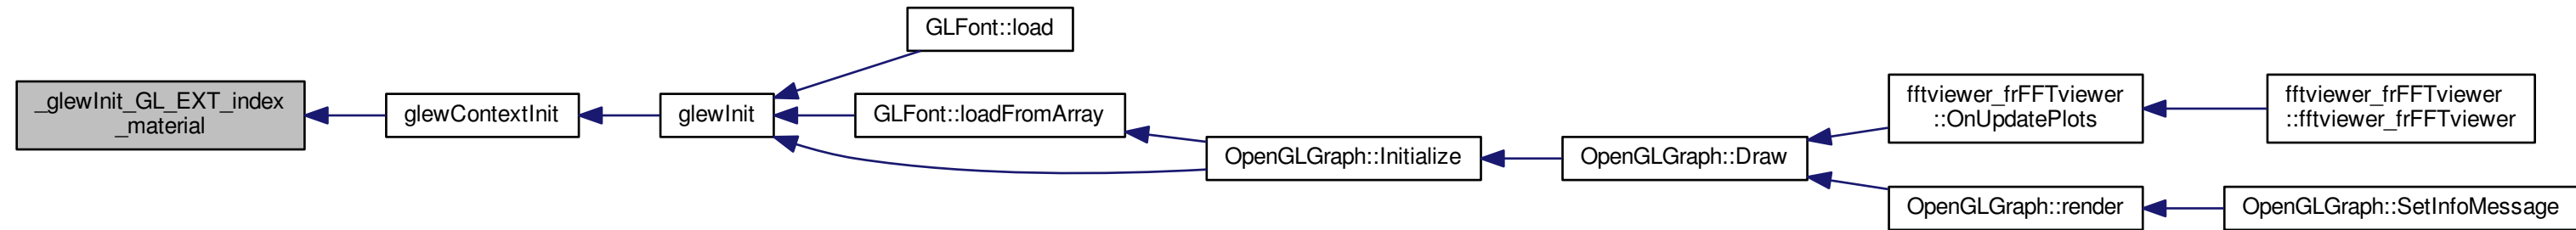 _glewInit_GL_EXT_index
_material
glewContextInit
glewInit
GLFont::load
GLFont::loadFromArray
OpenGLGraph::Initialize
OpenGLGraph::Draw
fftviewer_frFFTviewer
::OnUpdatePlots
fftviewer_frFFTviewer
::fftviewer_frFFTviewer
OpenGLGraph::render
OpenGLGraph::SetInfoMessage